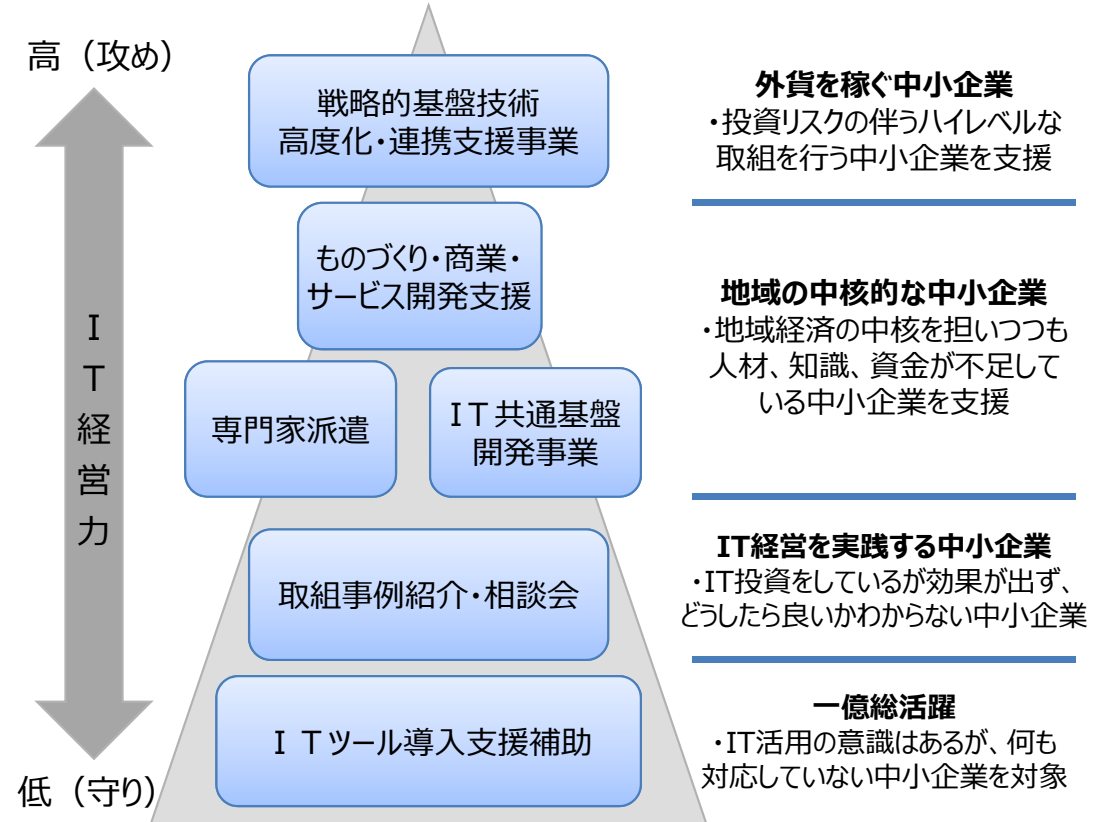 高（攻め）
ＩＴ経営力
低（守り）
戦略的基盤技術
高度化・連携支援事業
ものづくり・商業・
サービス開発支援
専門家派遣
ＩＴ共通基盤
開発事業
取組事例紹介・相談会
ＩＴツール導入支援補助
外貨を稼ぐ中小企業
・投資リスクの伴うハイレベルな
取組を行う中小企業を支援
地域の中核的な中小企業
・地域経済の中核を担いつつも
人材、知識、資金が不足して
いる中小企業を支援
IT経営を実践する中小企業
・IT投資をしているが効果が出ず、
どうしたら良いかわからない中小企業
一億総活躍
・IT活用の意識はあるが、何も
対応していない中小企業を対象